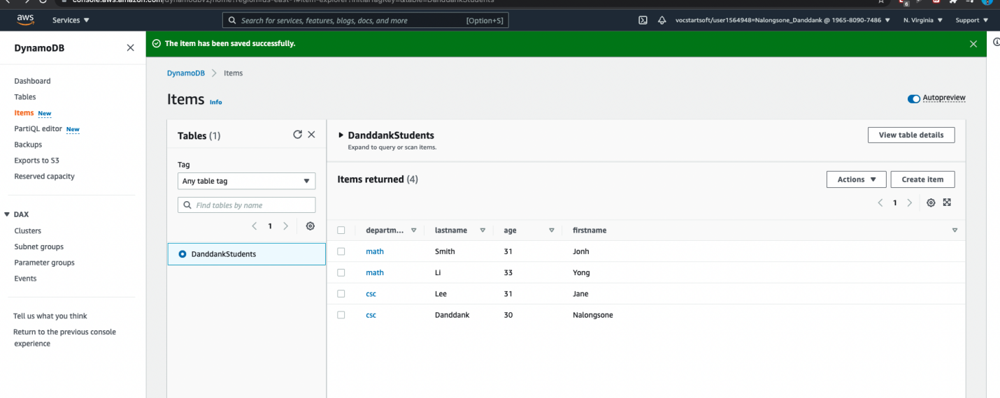 console.aws.amazon.com/dynamodbv2/home?region=us-east-1#item-explorer?initialTagKey=&table=DanddankStudents
6
aws
Services ▼
Search for services, features, blogs, docs, and more
[Option+S]
vocstartsoft/user1564948=Nalongsone_Danddank @ 1965-8090-7486 ▼
N. Virginia ▼
Support ▼
DynamoDB
The item has been saved successfully.
Dashboard
Tables
Items New
PartiQL editor New
Backups
Exports to S3
Reserved capacity
DAX
Clusters
Subnet groups
Parameter groups
Events
Tell us what you think
Return to the previous console
experience
DynamoDB > Items
Items Info
Autopreview
Tables (1)
Tag
Any table tag
Find tables by name
< 1 >
DanddankStudents
DanddankStudents
Expand to query or scan items.
View table details
Items returned (4)
Actions ▼
Create item
< 1 >
departm... lastname age firstname
math Smith 31 Jonh
math Li 33 Yong
csc Lee 31 Jane
csc Danddank 30 Nalongsone